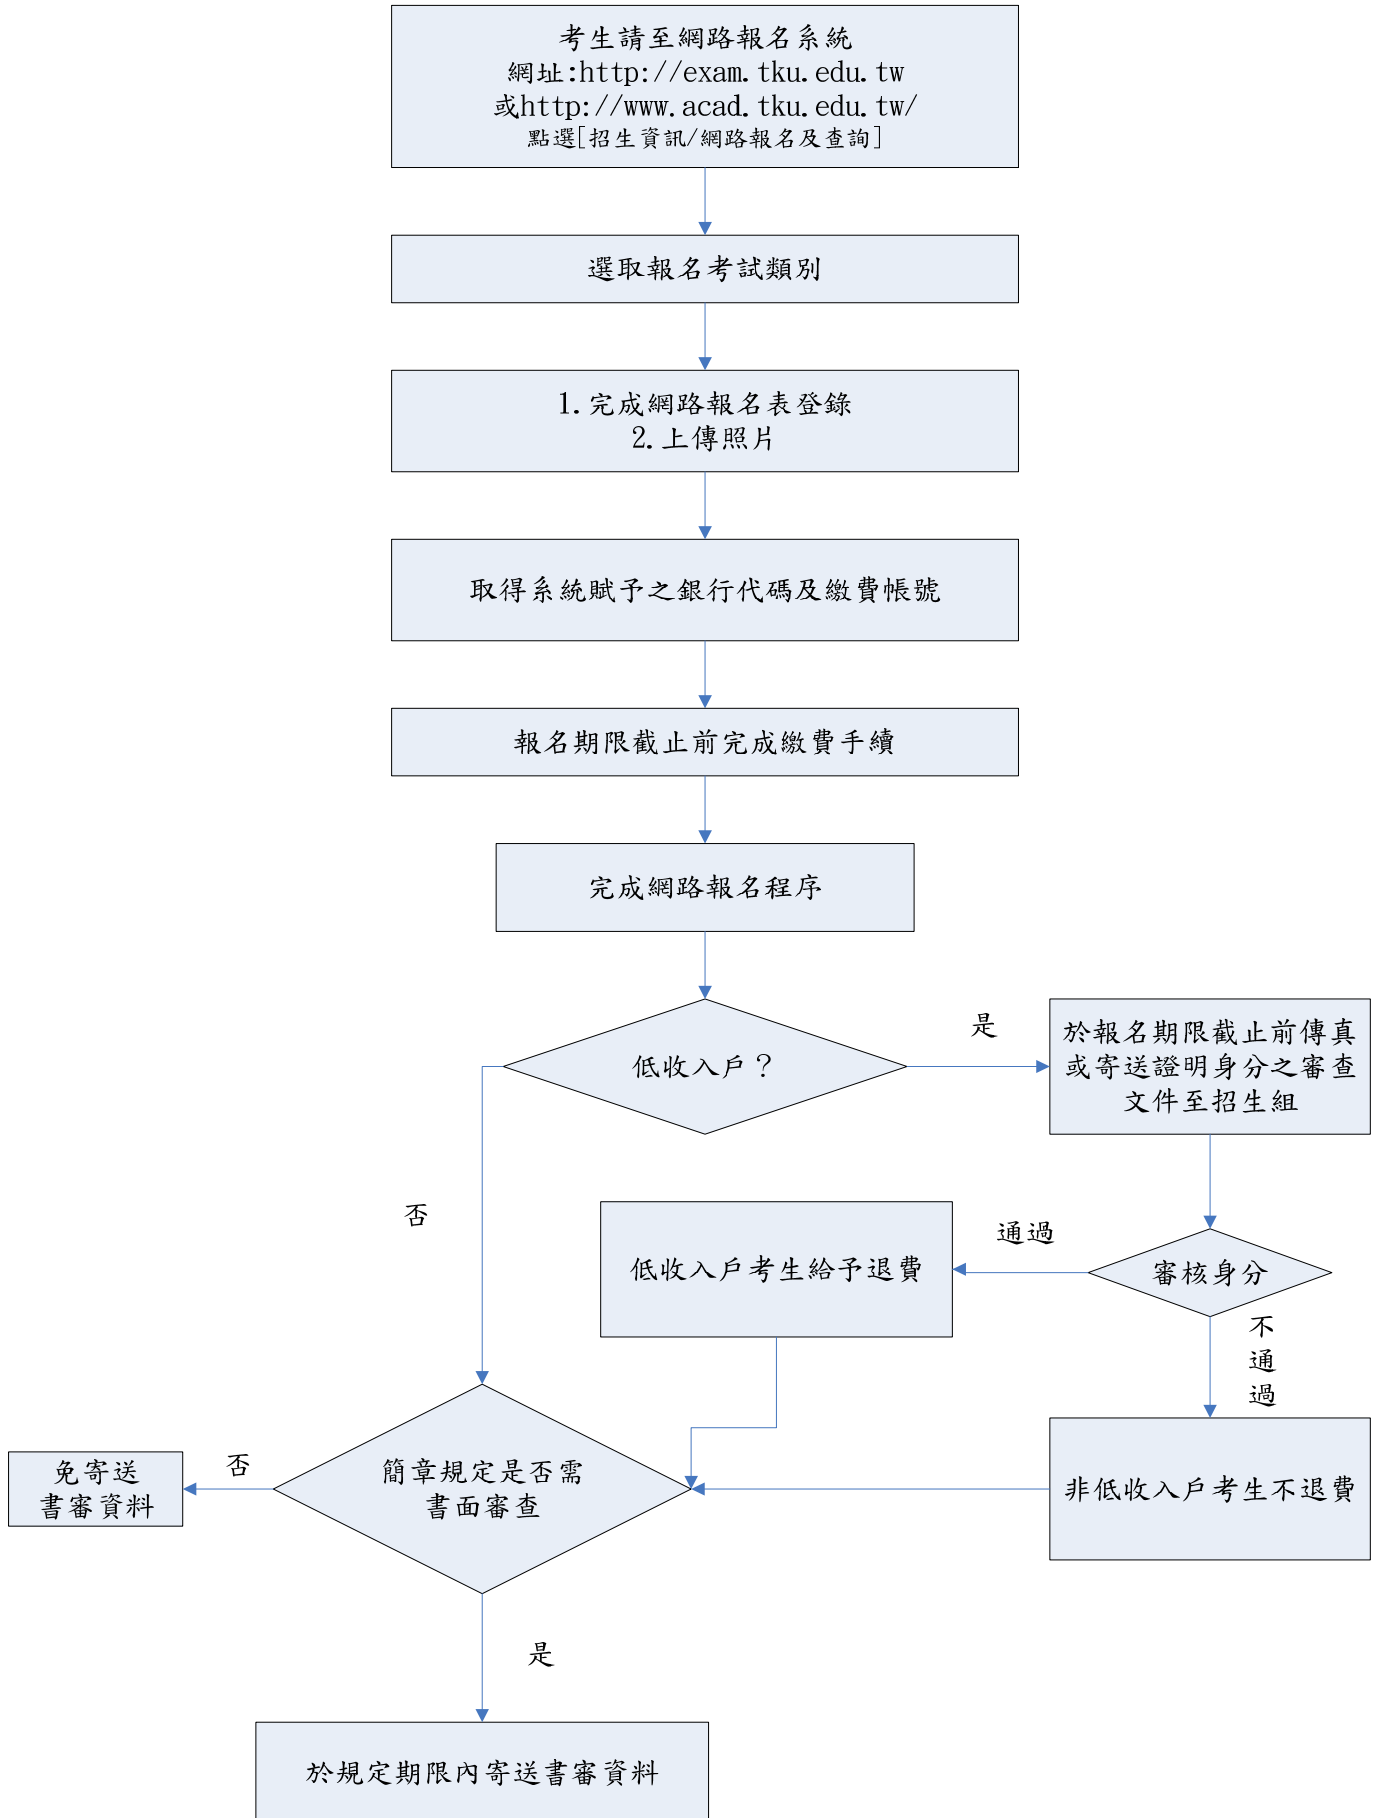 考生請至網路報名系統
網址:http://exam.tku.edu.tw
或http://www.acad.tku.edu.tw/
點選[招生資訊/網路報名及查詢]
選取報名考試類別
1.完成網路報名表登錄
2.上傳照片
取得系統賦予之銀行代碼及繳費帳號
報名期限截止前完成繳費手續
完成網路報名程序
低收入戶？
是
於報名期限截止前傳真
或寄送證明身分之審查
文件至招生組
否
低收入戶考生給予退費
通過
審核身分
不
通
過
免寄送
書審資料
否
簡章規定是否需
書面審查
非低收入戶考生不退費
是
於規定期限內寄送書審資料